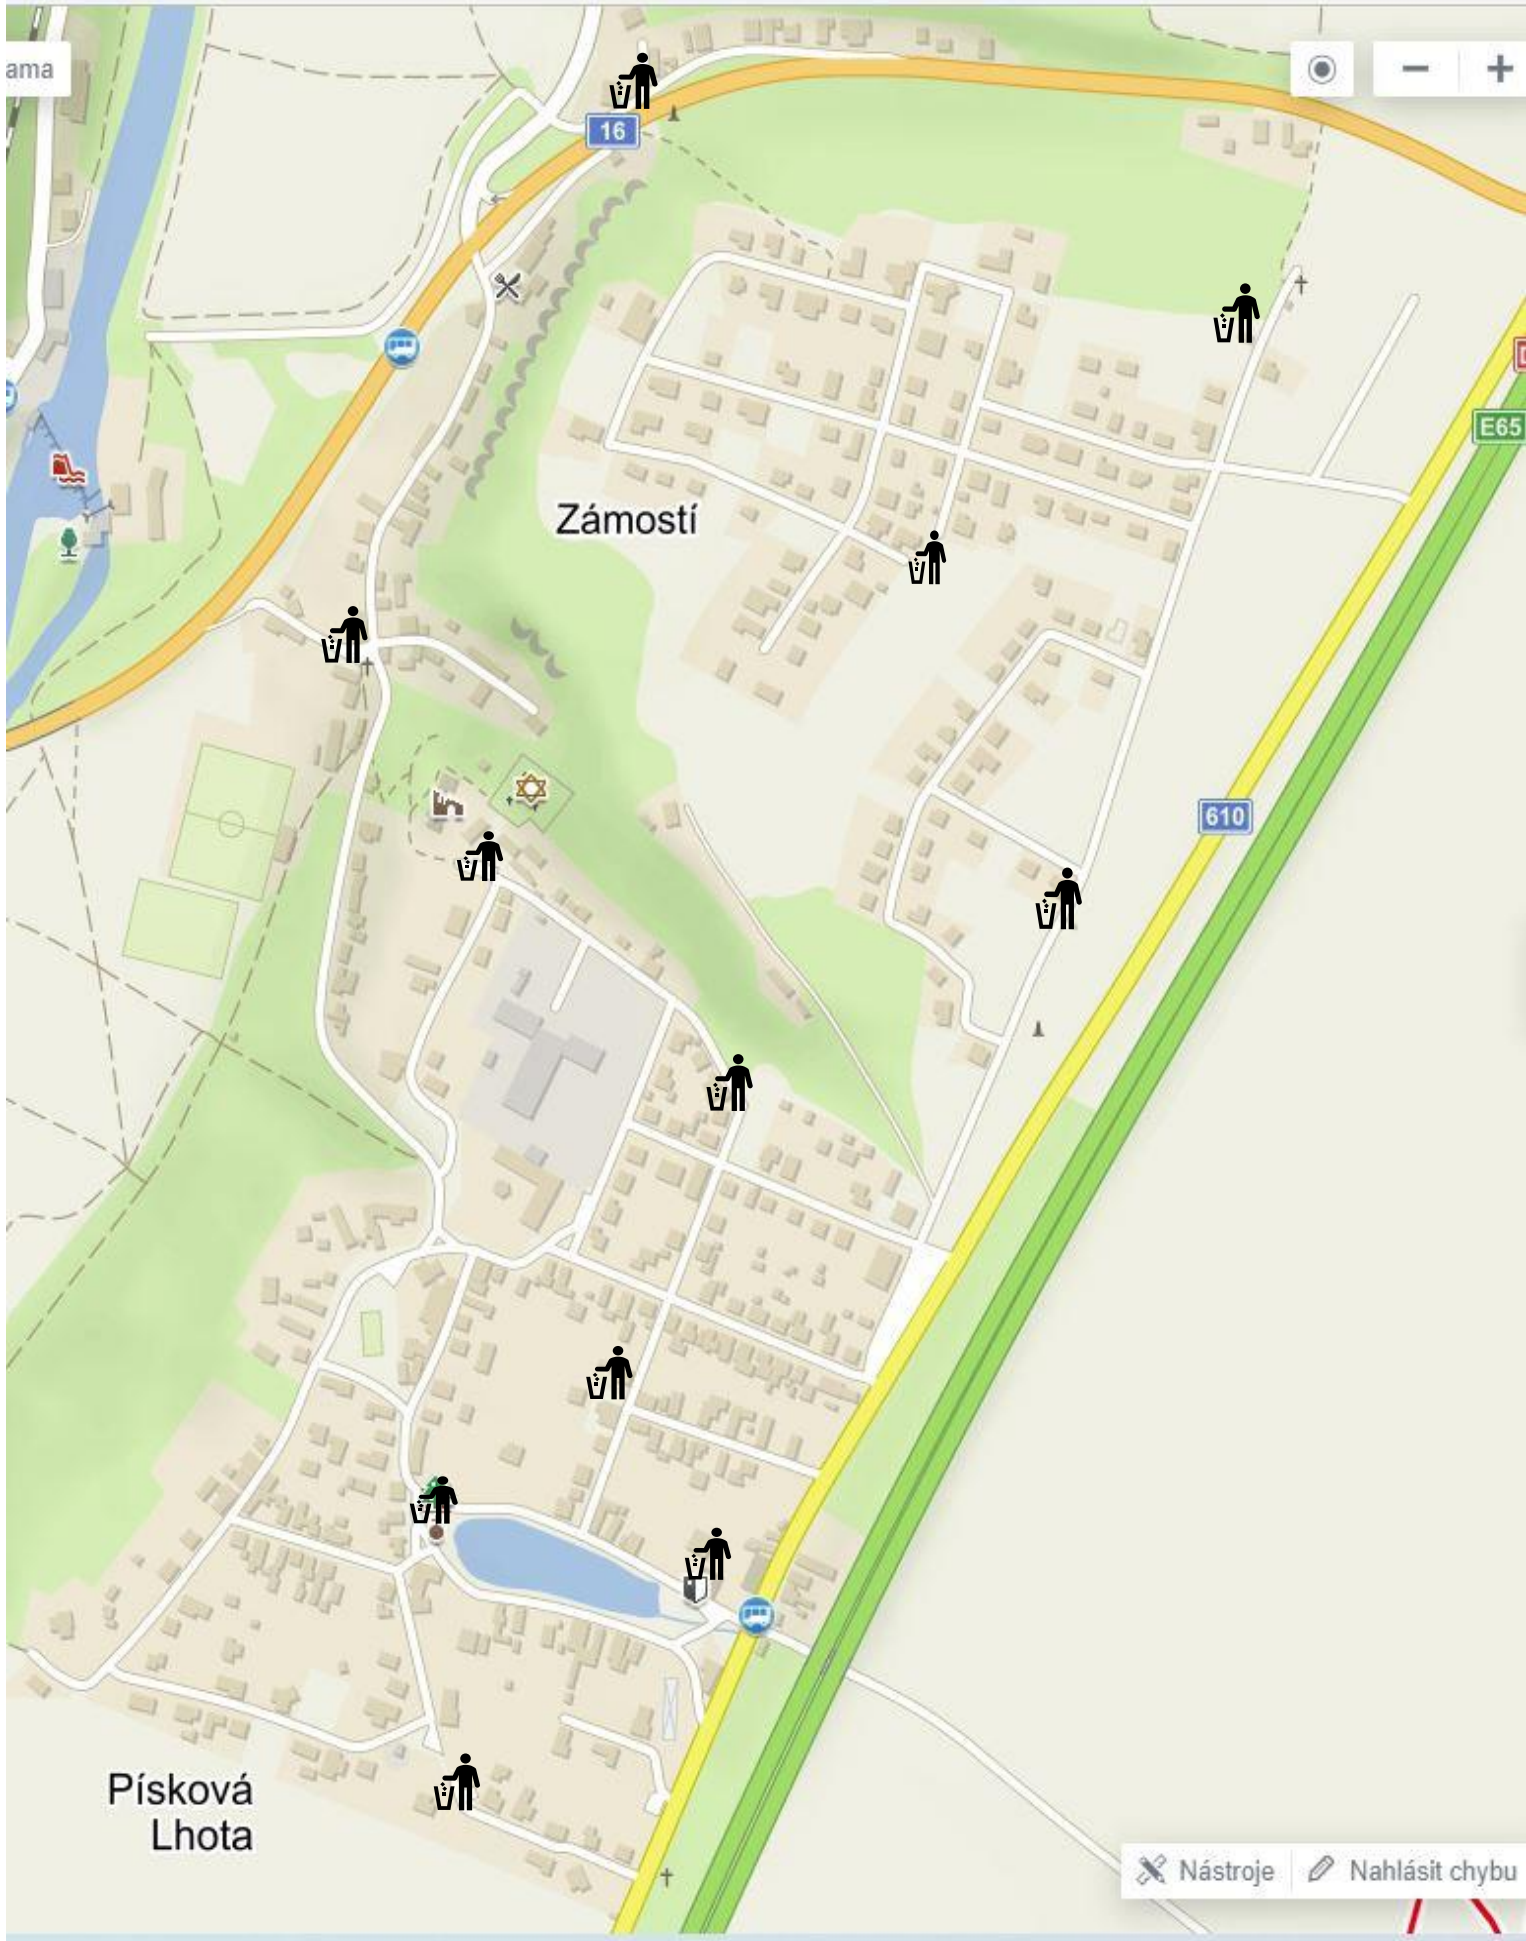 ama
16
E65
Zámostí
610
Písková
Lhota
Nástroje
Nahlásit chybu